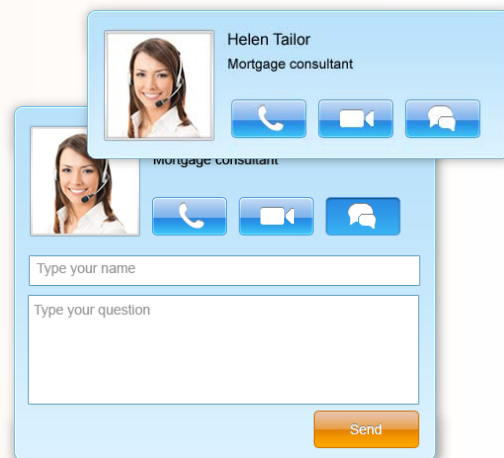 Helen Tailor
Mortgage consultant
Mortgage consultant
Type your name
Type your question
Send